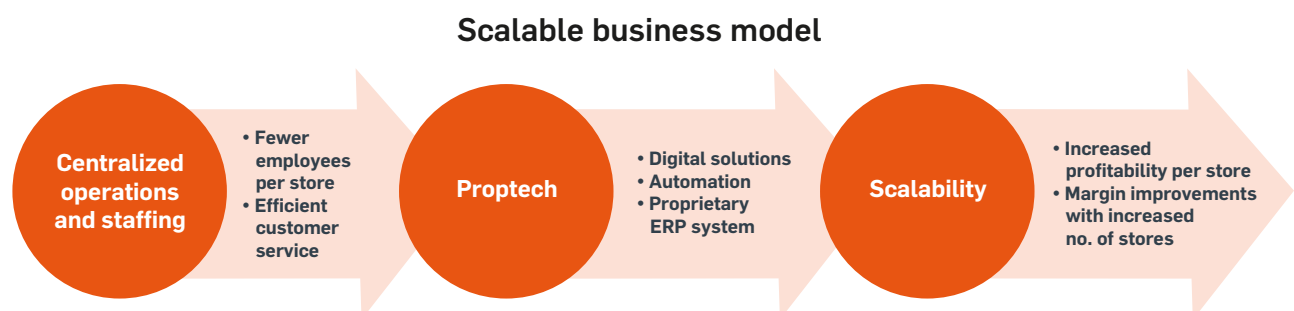 Scalable business model
Centralized
operations
and staffing
• Fewer
employees
per store
• Efficient
customer
service
Proptech
• Digital solutions
• Automation
• Proprietary
ERP system
Scalability
• Increased
profitability per store
• Margin improvements
with increased
no. of stores